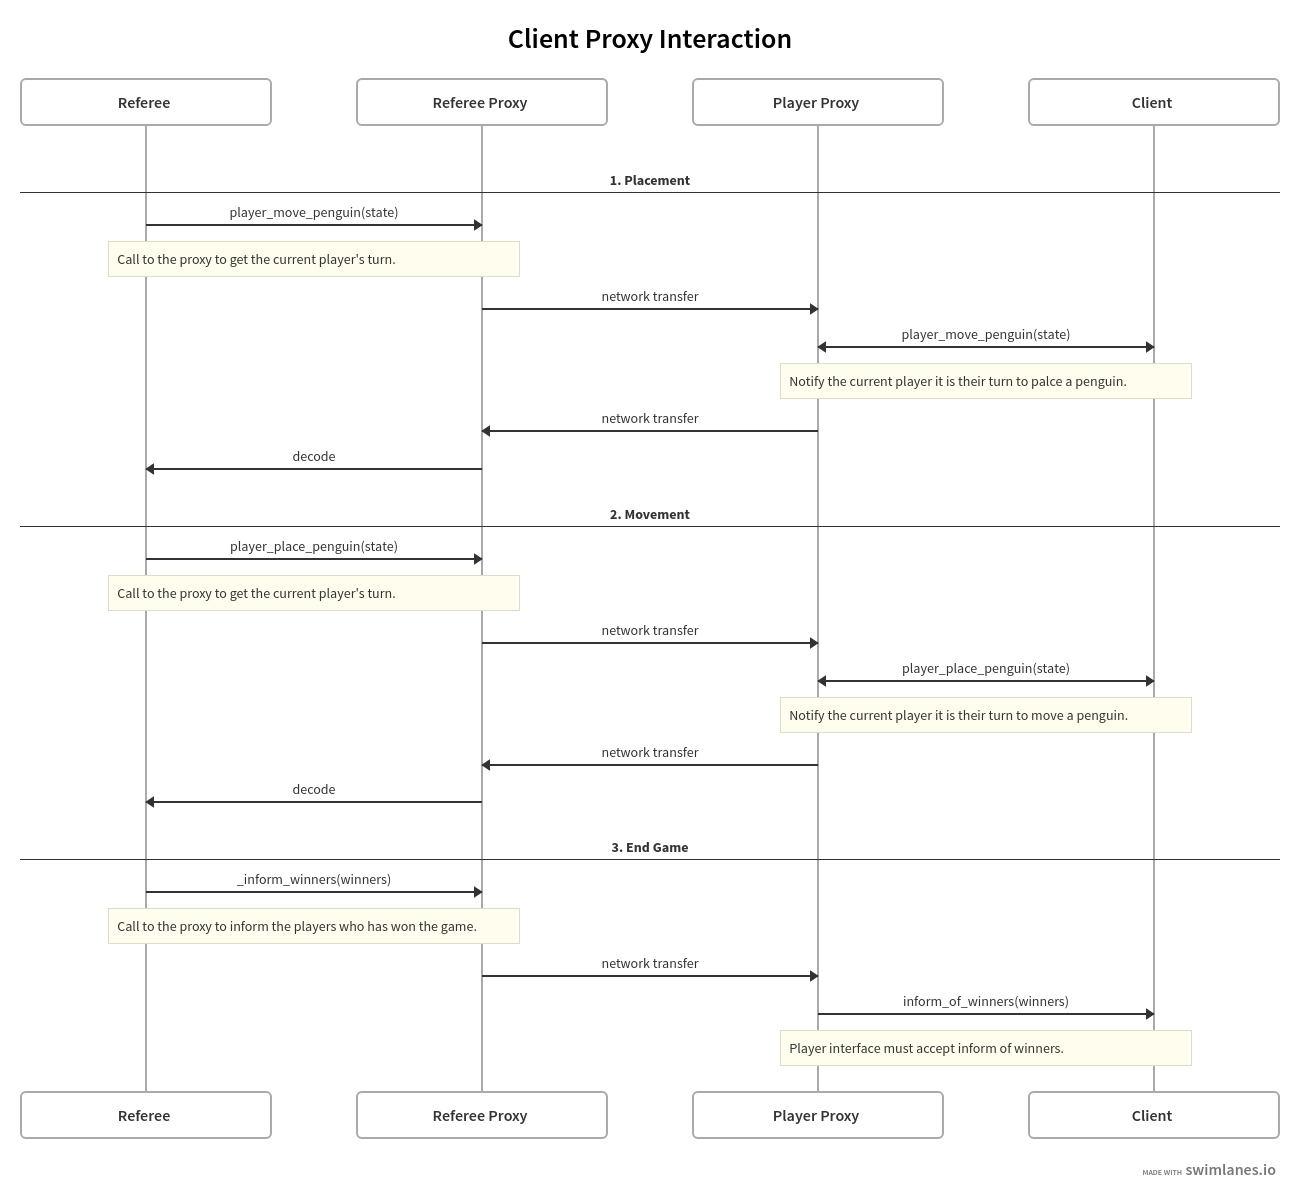 Client Proxy Interaction
Referee
Referee Proxy
Player Proxy
Client
1. Placement
player_move_penguin(state)
Call to the proxy to get the current player's turn.
network transfer
player_move_penguin(state)
Notify the current player it is their turn to palce a penguin.
network transfer
decode
2. Movement
player_place_penguin(state)
Call to the proxy to get the current player's turn.
network transfer
player_place_penguin(state)
Notify the current player it is their turn to move a penguin.
network transfer
decode
3. End Game
_inform_winners(winners)
Call to the proxy to inform the players who has won the game.
network transfer
inform_of_winners(winners)
Player interface must accept inform of winners.
Referee
Referee Proxy
Player Proxy
Client
MADE WITH swimlanes.io